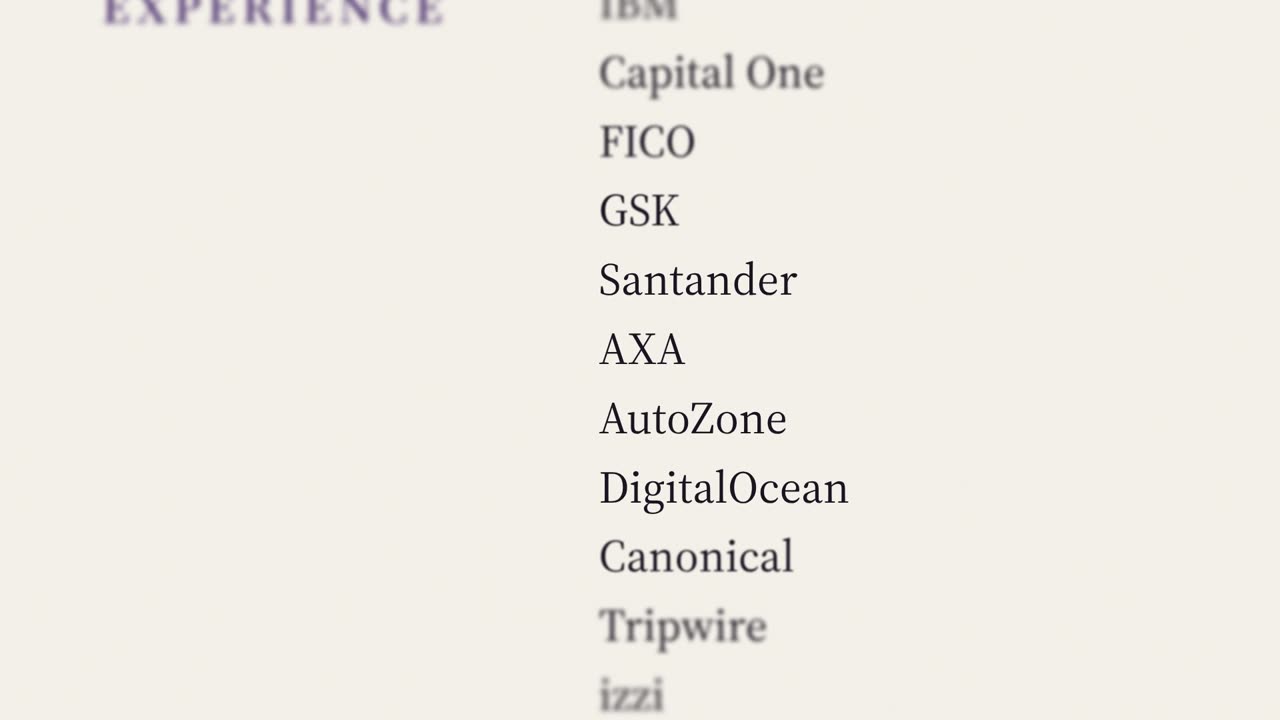 EXPERIENCE
IBM
Capital One
FICO
GSK
Santander
AXA
AutoZone
DigitalOcean
Canonical
Tripwire
izzi